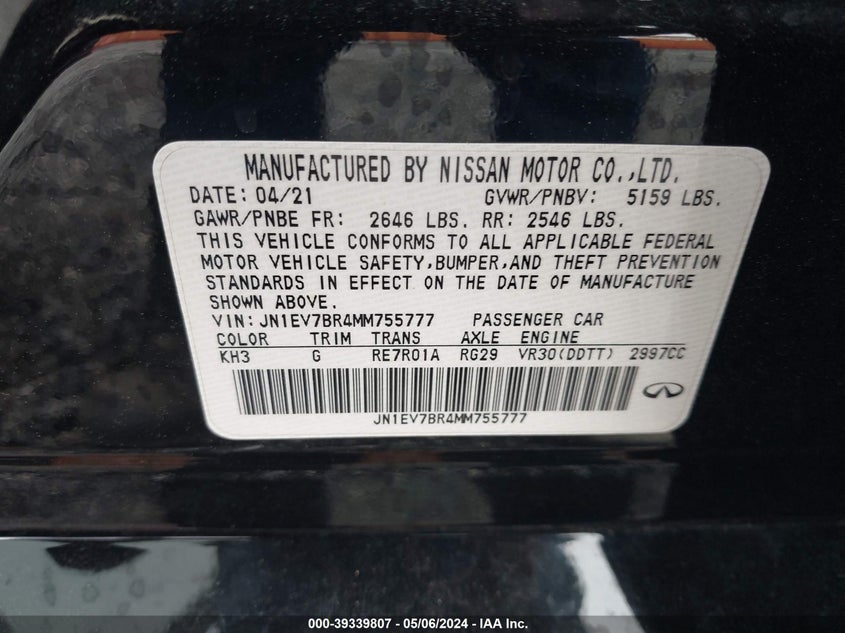 MANUFACTURED BY NISSAN MOTOR CO.,LTD.
DATE: 04/21 GVWR/PNBV: 5159 LBS.
GAWR/PNBE FR: 2646 LBS. RR: 2546 LBS.
THIS VEHICLE CONFORMS TO ALL APPLICABLE FEDERAL
MOTOR VEHICLE SAFETY,BUMPER,AND THEFT PREVENTION
STANDARDS IN EFFECT ON THE DATE OF MANUFACTURE
SHOWN ABOVE.
VIN: JN1EV7BR4MM755777 PASSENGER CAR
COLOR TRIM TRANS AXLE ENGINE
KH3 G RE7R01A RG29 VR30(DDTT) 2997CC
JN1EV7BR4MM755777
000-39339807 - 05/06/2024 - IAA Inc.